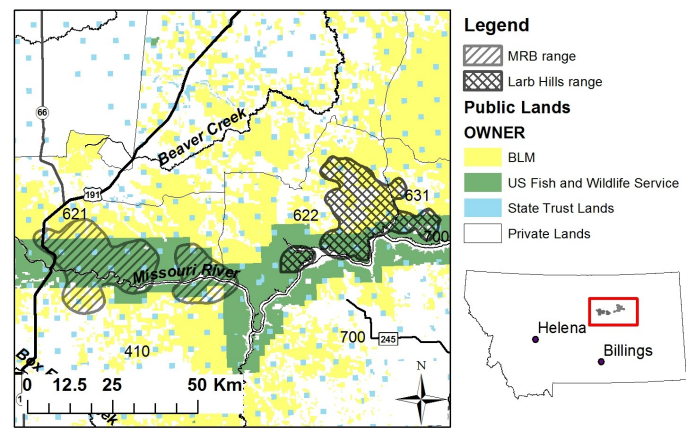 66
Beaver Creek
191
621
622
631
700
Missouri River
700
245
410
Box
0 12.5 25 50 Km
N
Legend
MRB range
Larb Hills range
Public Lands
OWNER
BLM
US Fish and Wildlife Service
State Trust Lands
Private Lands
Helena
Billings